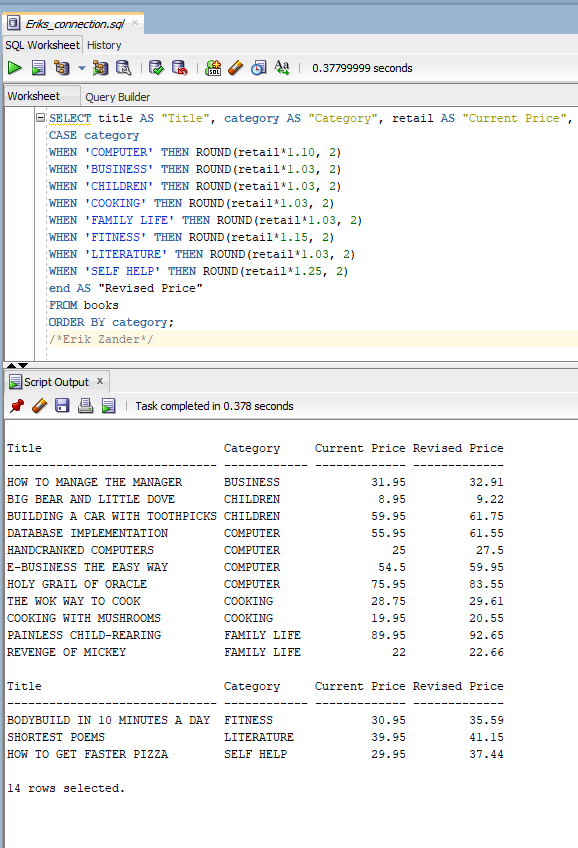 Eriks_connection.sql ×
SQL Worksheet History
0.37799999 seconds
Worksheet Query Builder
SELECT title AS "Title", category AS "Category", retail AS "Current Price",
CASE category
WHEN 'COMPUTER' THEN ROUND(retail*1.10, 2)
WHEN 'BUSINESS' THEN ROUND(retail*1.03, 2)
WHEN 'CHILDREN' THEN ROUND(retail*1.03, 2)
WHEN 'COOKING' THEN ROUND(retail*1.03, 2)
WHEN 'FAMILY LIFE' THEN ROUND(retail*1.03, 2)
WHEN 'FITNESS' THEN ROUND(retail*1.15, 2)
WHEN 'LITERATURE' THEN ROUND(retail*1.03, 2)
WHEN 'SELF HELP' THEN ROUND(retail*1.25, 2)
end AS "Revised Price"
FROM books
ORDER BY category;
/*Erik Zander*/
Script Output x
Task completed in 0.378 seconds
Title Category Current Price Revised Price
------------------------------ ------------ ------------- -------------
HOW TO MANAGE THE MANAGER BUSINESS 31.95 32.91
BIG BEAR AND LITTLE DOVE CHILDREN 8.95 9.22
BUILDING A CAR WITH TOOTHPICKS CHILDREN 59.95 61.75
DATABASE IMPLEMENTATION COMPUTER 55.95 61.55
HANDCRANKED COMPUTERS COMPUTER 25 27.5
E-BUSINESS THE EASY WAY COMPUTER 54.5 59.95
HOLY GRAIL OF ORACLE COMPUTER 75.95 83.55
THE WOK WAY TO COOK COOKING 28.75 29.61
COOKING WITH MUSHROOMS COOKING 19.95 20.55
PAINLESS CHILD-REARING FAMILY LIFE 89.95 92.65
REVENGE OF MICKEY FAMILY LIFE 22 22.66
Title Category Current Price Revised Price
------------------------------ ------------ ------------- -------------
BODYBUILD IN 10 MINUTES A DAY FITNESS 30.95 35.59
SHORTEST POEMS LITERATURE 39.95 41.15
HOW TO GET FASTER PIZZA SELF HELP 29.95 37.44
14 rows selected.